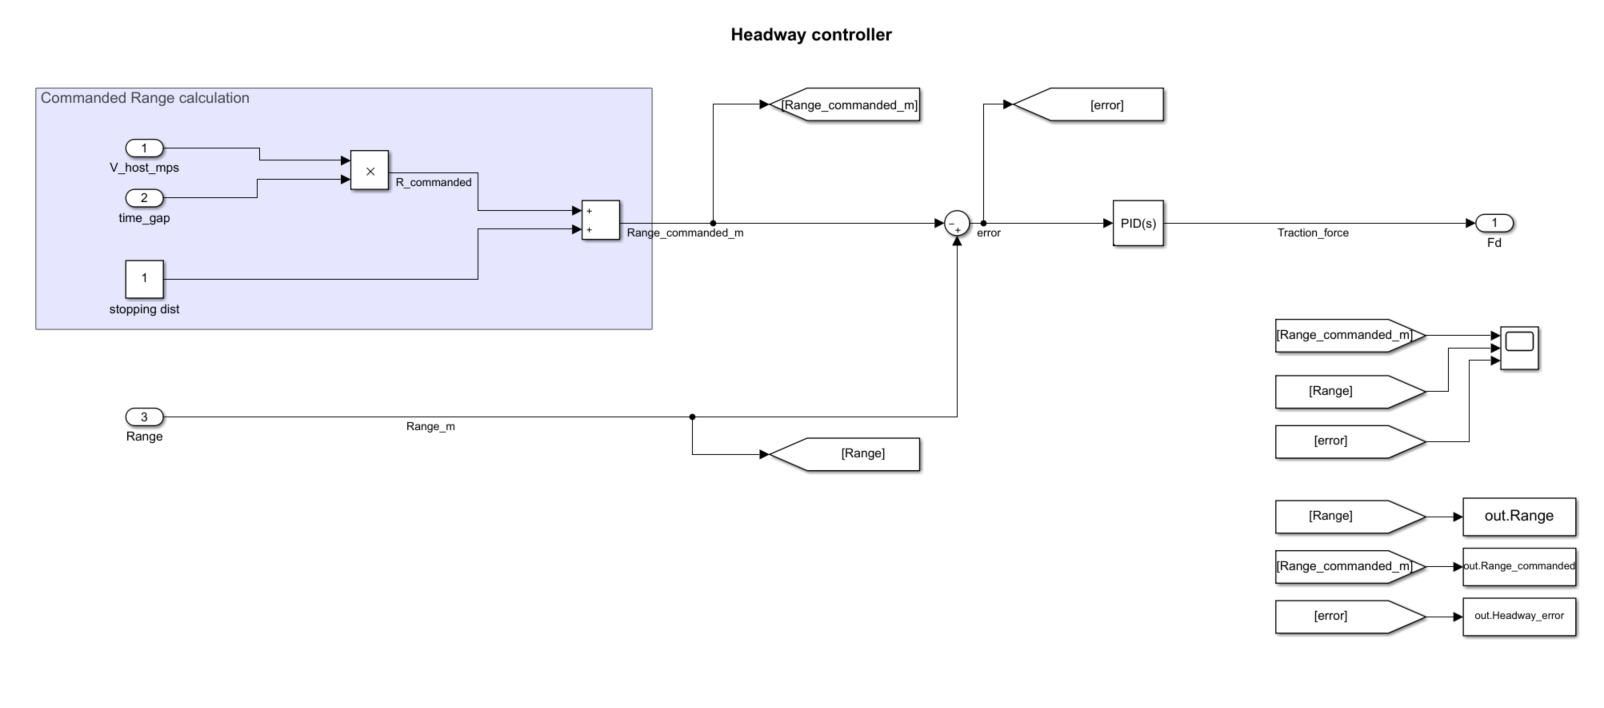 Headway controller
Commanded Range calculation
[Range_commanded_m]
[error]
1
V_host_mps
×
R_commanded
2
time_gap
+
+
Range_commanded_m
−
+
error
PID(s)
Traction_force
1
Fd
1
stopping dist
[Range_commanded_m]
[Range]
[error]
3
Range
Range_m
[Range]
[Range]
out.Range
[Range_commanded_m]
out.Range_commanded
[error]
out.Headway_error